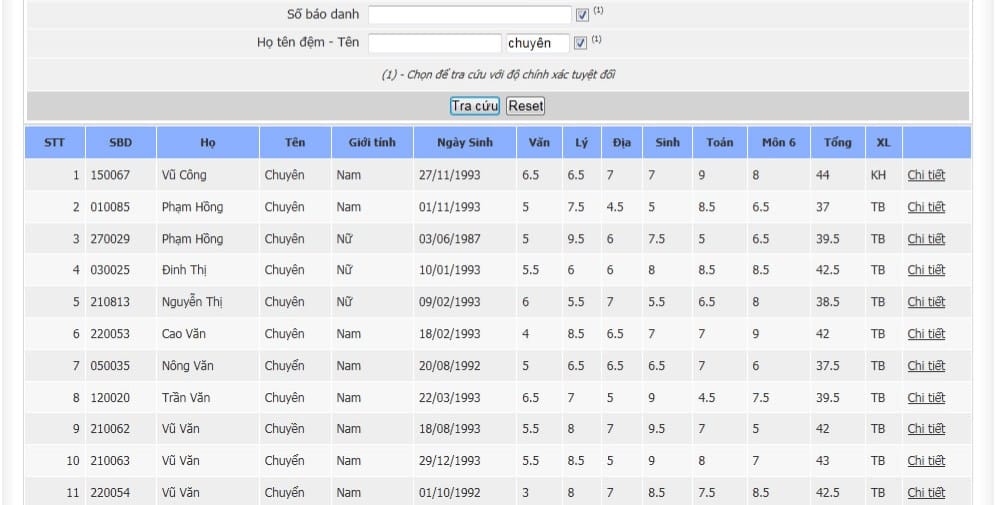 Số báo danh (1)
Họ tên đệm - Tên chuyên (1)
(1) - Chọn để tra cứu với độ chính xác tuyệt đối
Tra cứu Reset
STT SBD Họ Tên Giới tính Ngày Sinh Văn Lý Địa Sinh Toán Môn 6 Tổng XL
1 150067 Vũ Công Chuyên Nam 27/11/1993 6.5 6.5 7 7 9 8 44 KH Chi tiết
2 010085 Phạm Hồng Chuyên Nam 01/11/1993 5 7.5 4.5 5 8.5 6.5 37 TB Chi tiết
3 270029 Phạm Hồng Chuyên Nữ 03/06/1987 5 9.5 6 7.5 5 6.5 39.5 TB Chi tiết
4 030025 Đinh Thị Chuyên Nữ 10/01/1993 5.5 6 6 8 8.5 8.5 42.5 TB Chi tiết
5 210813 Nguyễn Thị Chuyên Nữ 09/02/1993 6 5.5 7 5.5 6.5 8 38.5 TB Chi tiết
6 220053 Cao Văn Chuyên Nam 18/02/1993 4 8.5 6.5 7 7 9 42 TB Chi tiết
7 050035 Nông Văn Chuyển Nam 20/08/1992 5 6.5 6.5 6.5 7 6 37.5 TB Chi tiết
8 120020 Trần Văn Chuyên Nam 22/03/1993 6.5 7 5 9 4.5 7.5 39.5 TB Chi tiết
9 210062 Vũ Văn Chuyền Nam 18/08/1993 5.5 8 7 9.5 7 5 42 TB Chi tiết
10 210063 Vũ Văn Chuyển Nam 29/12/1993 5.5 8.5 5 9 8 7 43 TB Chi tiết
11 220054 Vũ Văn Chuyển Nam 01/10/1992 3 8 7 8.5 7.5 8.5 42.5 TB Chi tiết